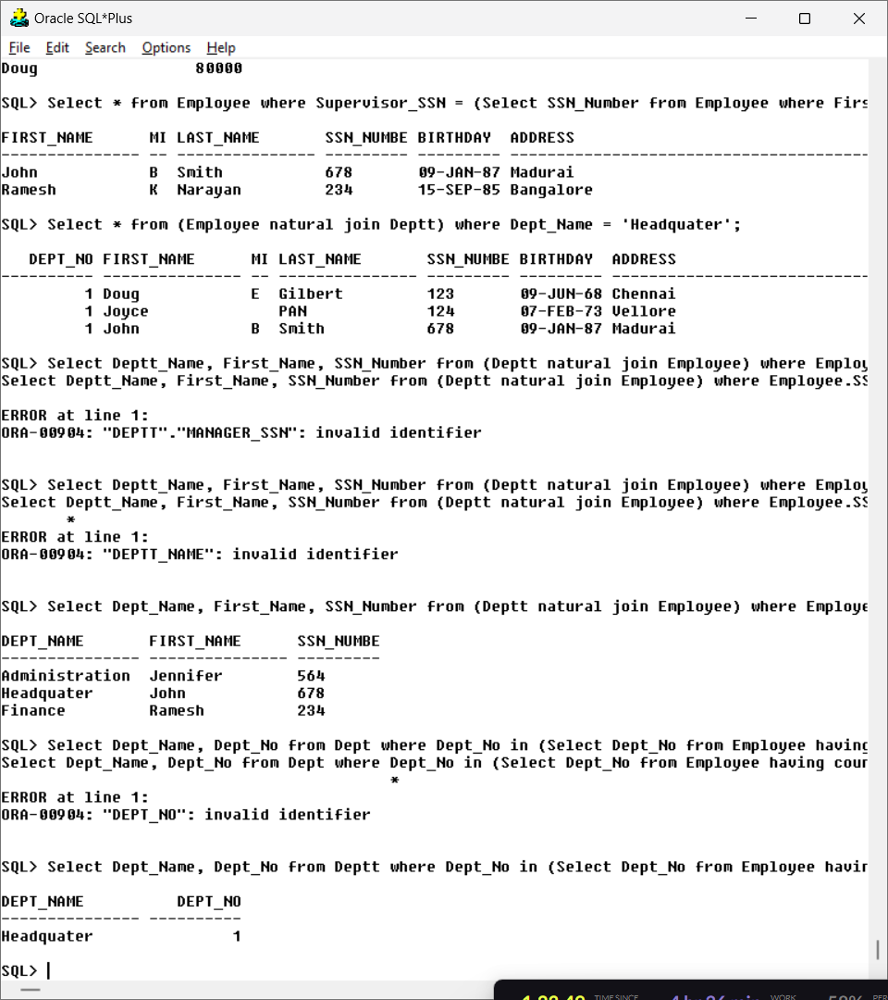 Oracle SQL*Plus
File Edit Search Options Help
Doug 80000
SQL> Select * from Employee where Supervisor_SSN = (Select SSN_Number from Employee where Firs
FIRST_NAME MI LAST_NAME SSN_NUMBE BIRTHDAY ADDRESS
--------------- -- --------------- --------- --------- ---------------------------------------
John B Smith 678 09-JAN-87 Madurai
Ramesh K Narayan 234 15-SEP-85 Bangalore
SQL> Select * from (Employee natural join Deptt) where Dept_Name = 'Headquater';
DEPT_NO FIRST_NAME MI LAST_NAME SSN_NUMBE BIRTHDAY ADDRESS
---------- --------------- -- --------------- --------- --------- ----------------------------
1 Doug E Gilbert 123 09-JUN-68 Chennai
1 Joyce PAN 124 07-FEB-73 Vellore
1 John B Smith 678 09-JAN-87 Madurai
SQL> Select Deptt_Name, First_Name, SSN_Number from (Deptt natural join Employee) where Employ
Select Deptt_Name, First_Name, SSN_Number from (Deptt natural join Employee) where Employee.SS
ERROR at line 1:
ORA-00904: "DEPTT"."MANAGER_SSN": invalid identifier
SQL> Select Deptt_Name, First_Name, SSN_Number from (Deptt natural join Employee) where Employ
Select Deptt_Name, First_Name, SSN_Number from (Deptt natural join Employee) where Employee.SS
*
ERROR at line 1:
ORA-00904: "DEPTT_NAME": invalid identifier
SQL> Select Dept_Name, First_Name, SSN_Number from (Deptt natural join Employee) where Employe
DEPT_NAME FIRST_NAME SSN_NUMBE
--------------- --------------- ---------
Administration Jennifer 564
Headquater John 678
Finance Ramesh 234
SQL> Select Dept_Name, Dept_No from Dept where Dept_No in (Select Dept_No from Employee having
Select Dept_Name, Dept_No from Dept where Dept_No in (Select Dept_No from Employee having coun
*
ERROR at line 1:
ORA-00904: "DEPT_NO": invalid identifier
SQL> Select Dept_Name, Dept_No from Deptt where Dept_No in (Select Dept_No from Employee havin
DEPT_NAME DEPT_NO
--------------- ----------
Headquater 1
SQL>
TIME SINCE WORK